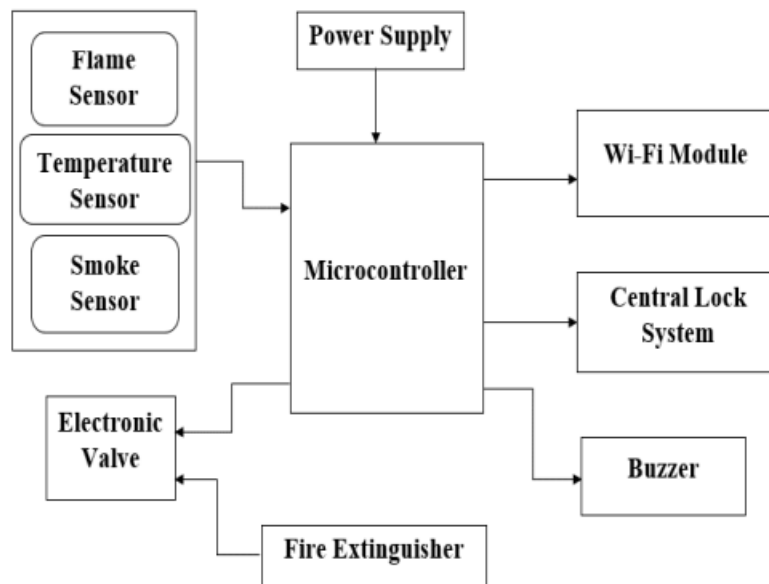 Flame
Sensor
Temperature
Sensor
Smoke
Sensor
Power Supply
Microcontroller
Wi-Fi Module
Central Lock
System
Buzzer
Electronic
Valve
Fire Extinguisher